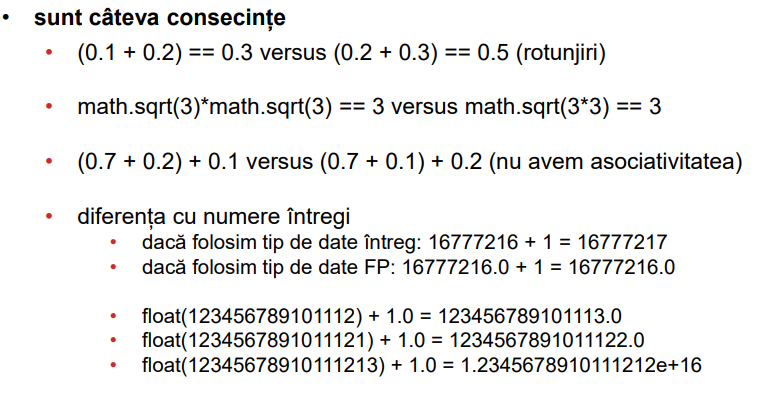 • sunt câteva consecințe
• (0.1 + 0.2) == 0.3 versus (0.2 + 0.3) == 0.5 (rotunjiri)
• math.sqrt(3)*math.sqrt(3) == 3 versus math.sqrt(3*3) == 3
• (0.7 + 0.2) + 0.1 versus (0.7 + 0.1) + 0.2 (nu avem asociativitatea)
• diferența cu numere întregi
• dacă folosim tip de date întreg: 16777216 + 1 = 16777217
• dacă folosim tip de date FP: 16777216.0 + 1 = 16777216.0
• float(123456789101112) + 1.0 = 123456789101113.0
• float(1234567891011121) + 1.0 = 1234567891011122.0
• float(12345678910111213) + 1.0 = 1.2345678910111212e+16